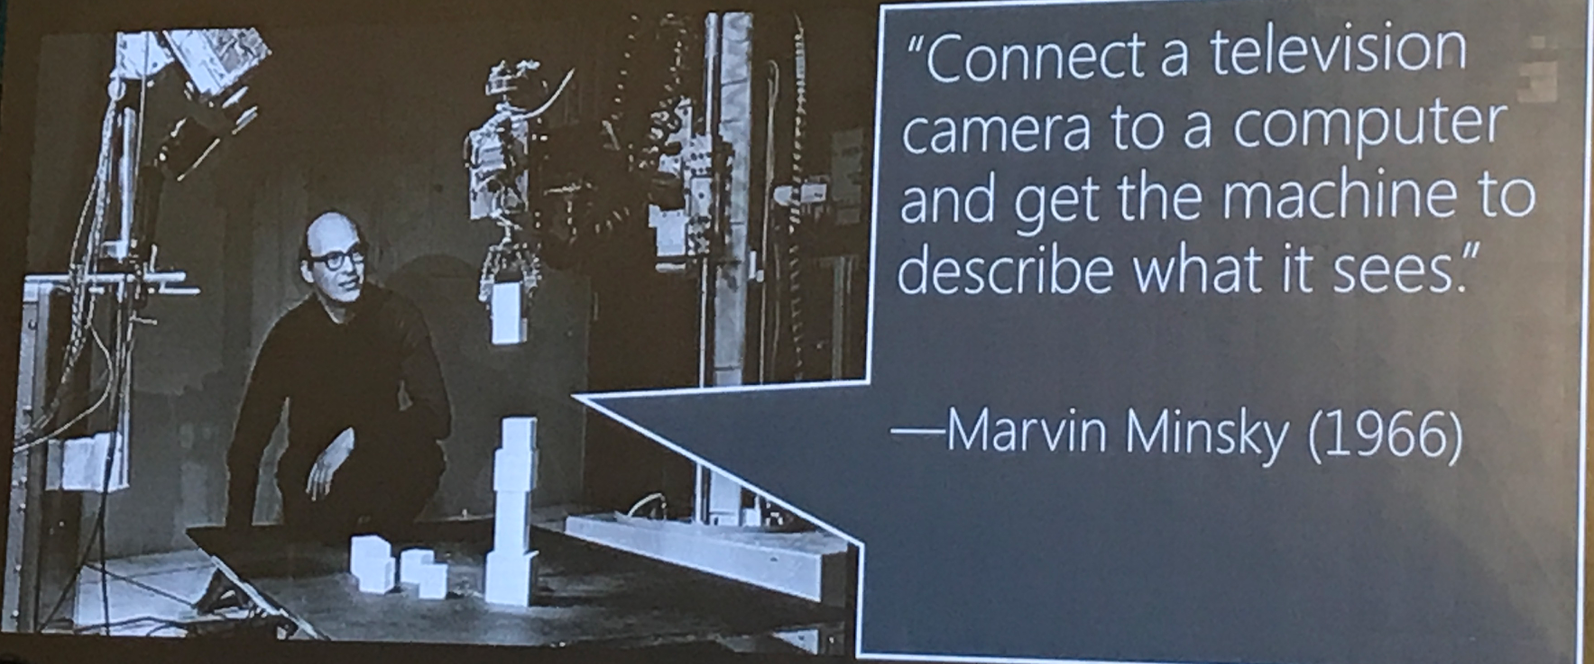 “Connect a television
camera to a computer
and get the machine to
describe what it sees.”
—Marvin Minsky (1966)